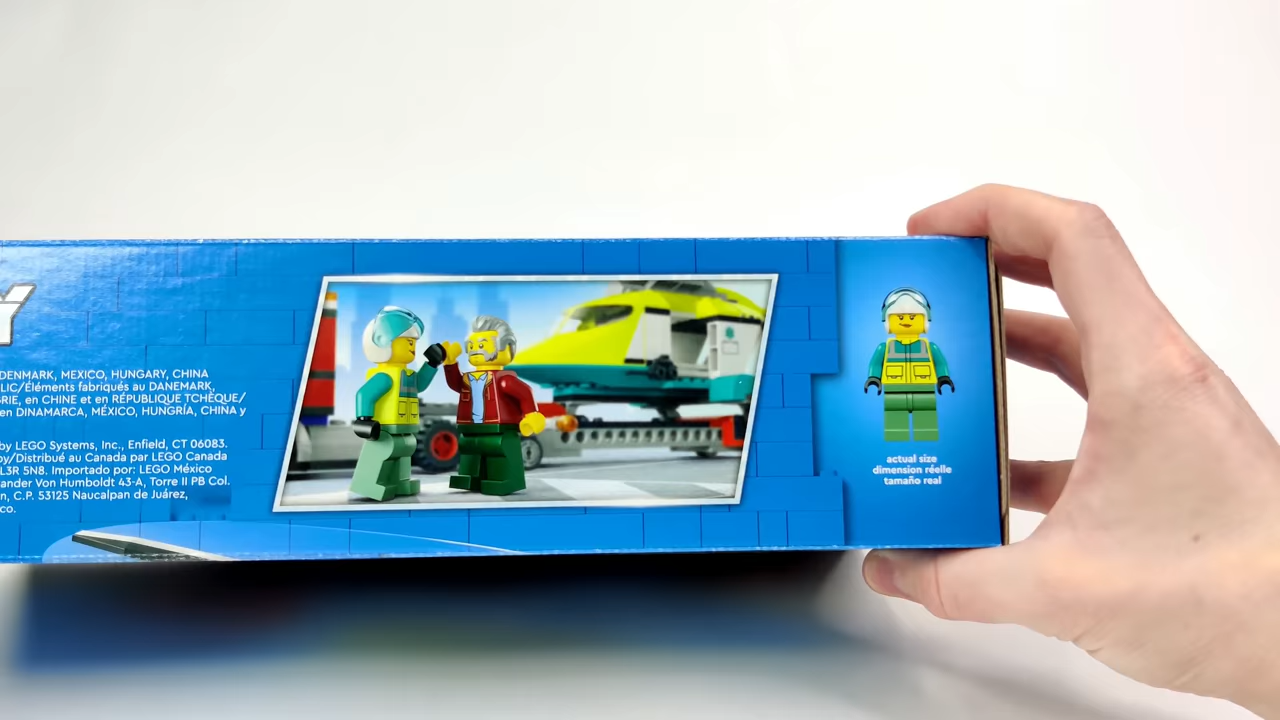 Y
DENMARK, MEXICO, HUNGARY, CHINA
LIC/Éléments fabriqués au DANEMARK,
RIE, en CHINE et en RÉPUBLIQUE TCHÈQUE/
en DINAMARCA, MÉXICO, HUNGRÍA, CHINA y
by LEGO Systems, Inc., Enfield, CT 06083.
by/Distribué au Canada par LEGO Canada
L3R 5N8. Importado por: LEGO México
ander Von Humboldt 43-A, Torre II PB Col.
n, C.P. 53125 Naucalpan de Juárez,
co.
actual size
dimension réelle
tamaño real